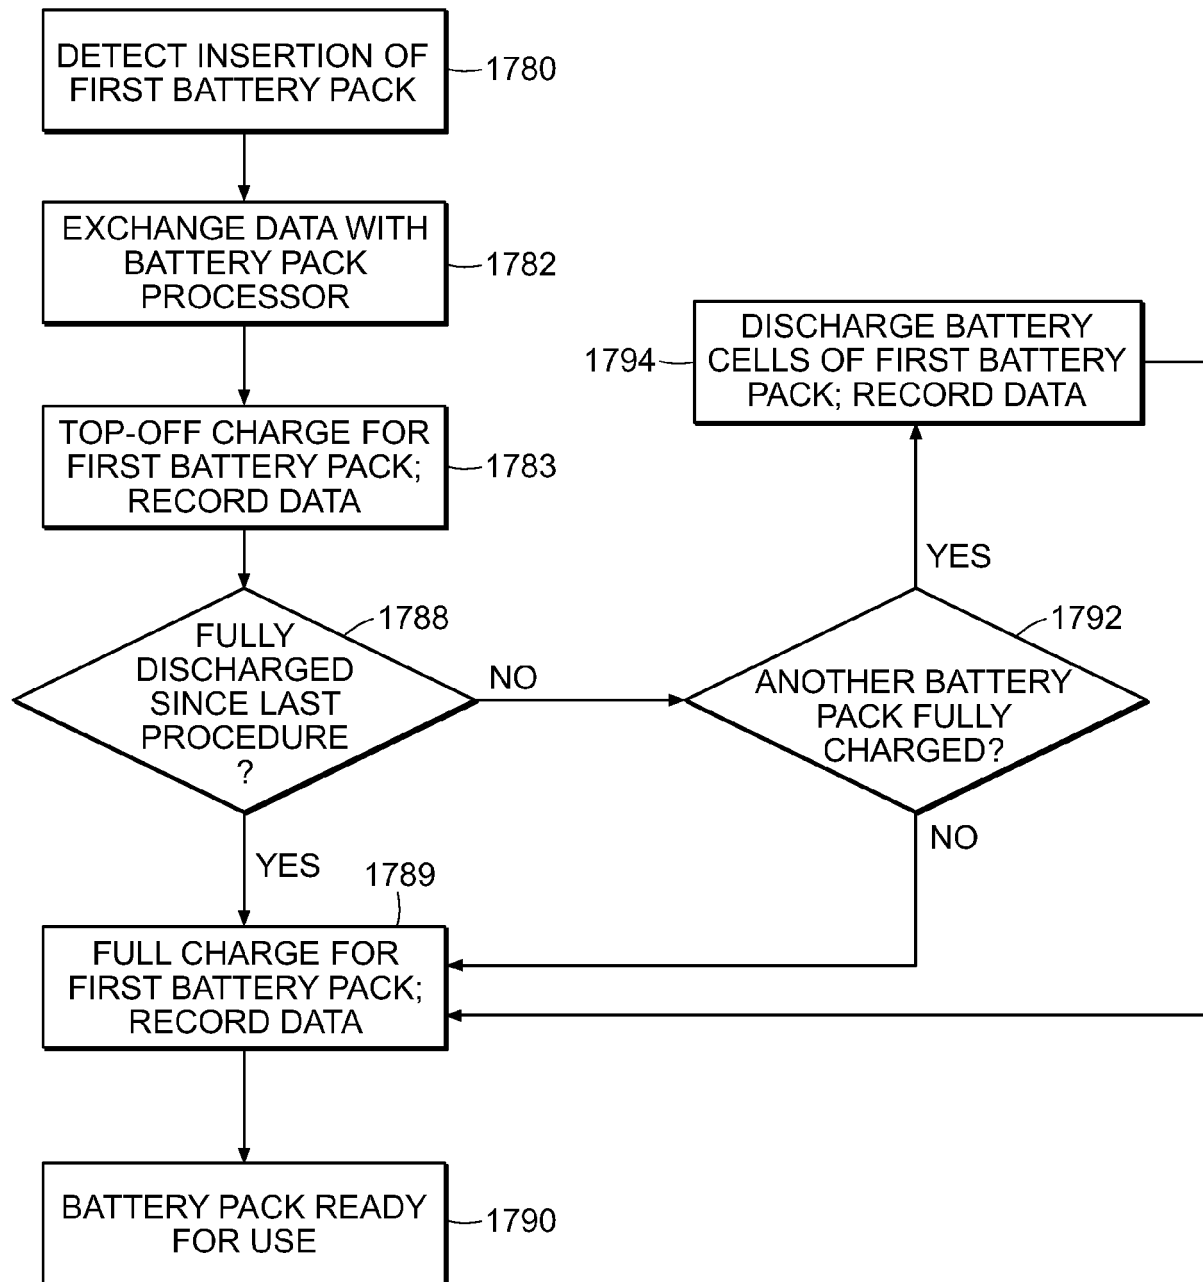 DETECT INSERTION OF
FIRST BATTERY PACK
1780
EXCHANGE DATA WITH
BATTERY PACK
PROCESSOR
1782
TOP-OFF CHARGE FOR
FIRST BATTERY PACK;
RECORD DATA
1783
FULLY
DISCHARGED
SINCE LAST
PROCEDURE
?
1788
NO
YES
ANOTHER BATTERY
PACK FULLY
CHARGED?
1792
YES
NO
DISCHARGE BATTERY
CELLS OF FIRST BATTERY
PACK; RECORD DATA
1794
FULL CHARGE FOR
FIRST BATTERY PACK;
RECORD DATA
1789
BATTERY PACK READY
FOR USE
1790